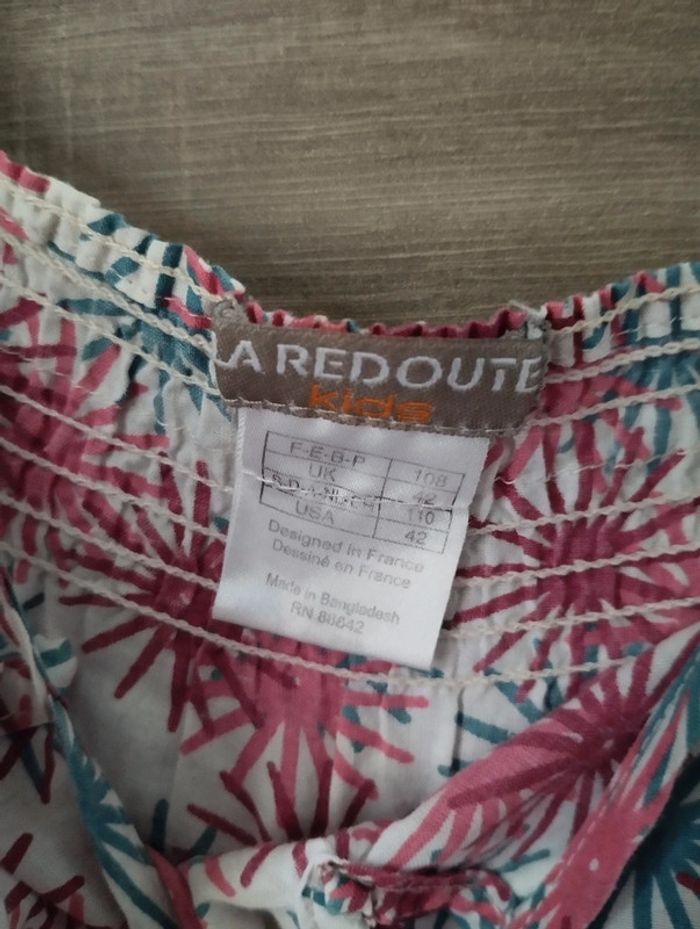 LA REDOUTE
kids
F-E-B-P 108
UK 42
110
USA 42
Designed in France
Dessiné en France
Made in Bangladesh
RN 88642